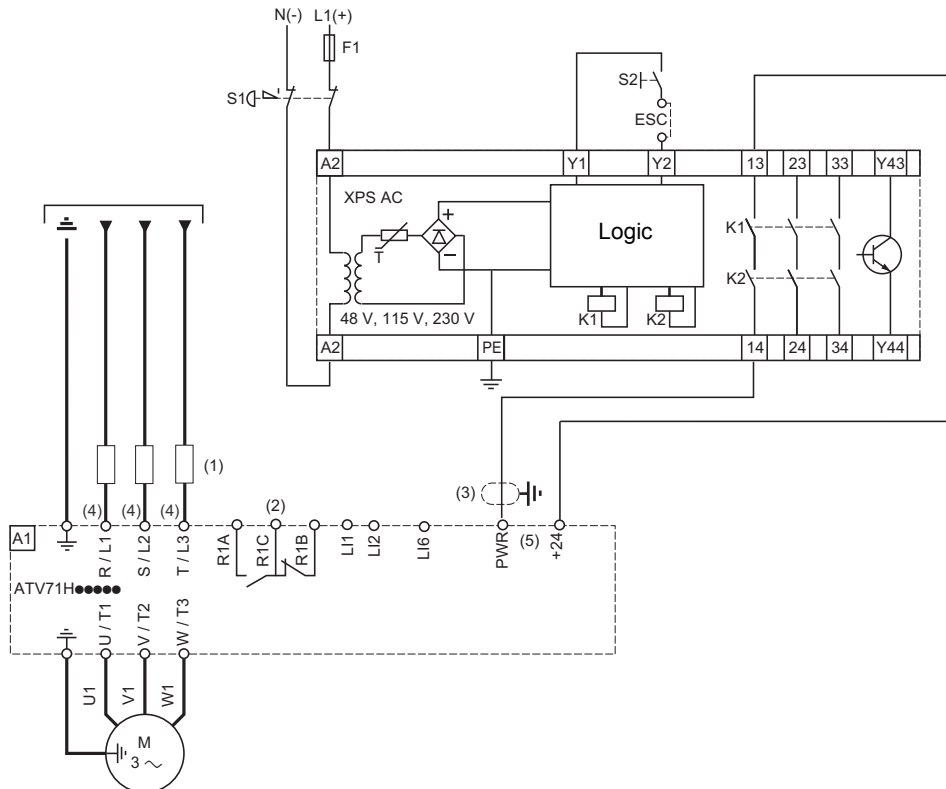 N(-) L1(+)
F1
S1
S2
ESC
A2 Y1 Y2 13 23 33 Y43
XPS AC
+
Logic
K1
T
−
K2
48 V, 115 V, 230 V
K1 K2
A2 PE 14 24 34 Y44
(1)
(3)
(4) (4) (4) (2) (5)
A1
R / L1 S / L2 T / L3 R1A R1C R1B LI1 LI2 LI6 PWR +24
ATV71H●●●●●
U / T1 V / T2 W / T3
U1 V1 W1
M
3 ~